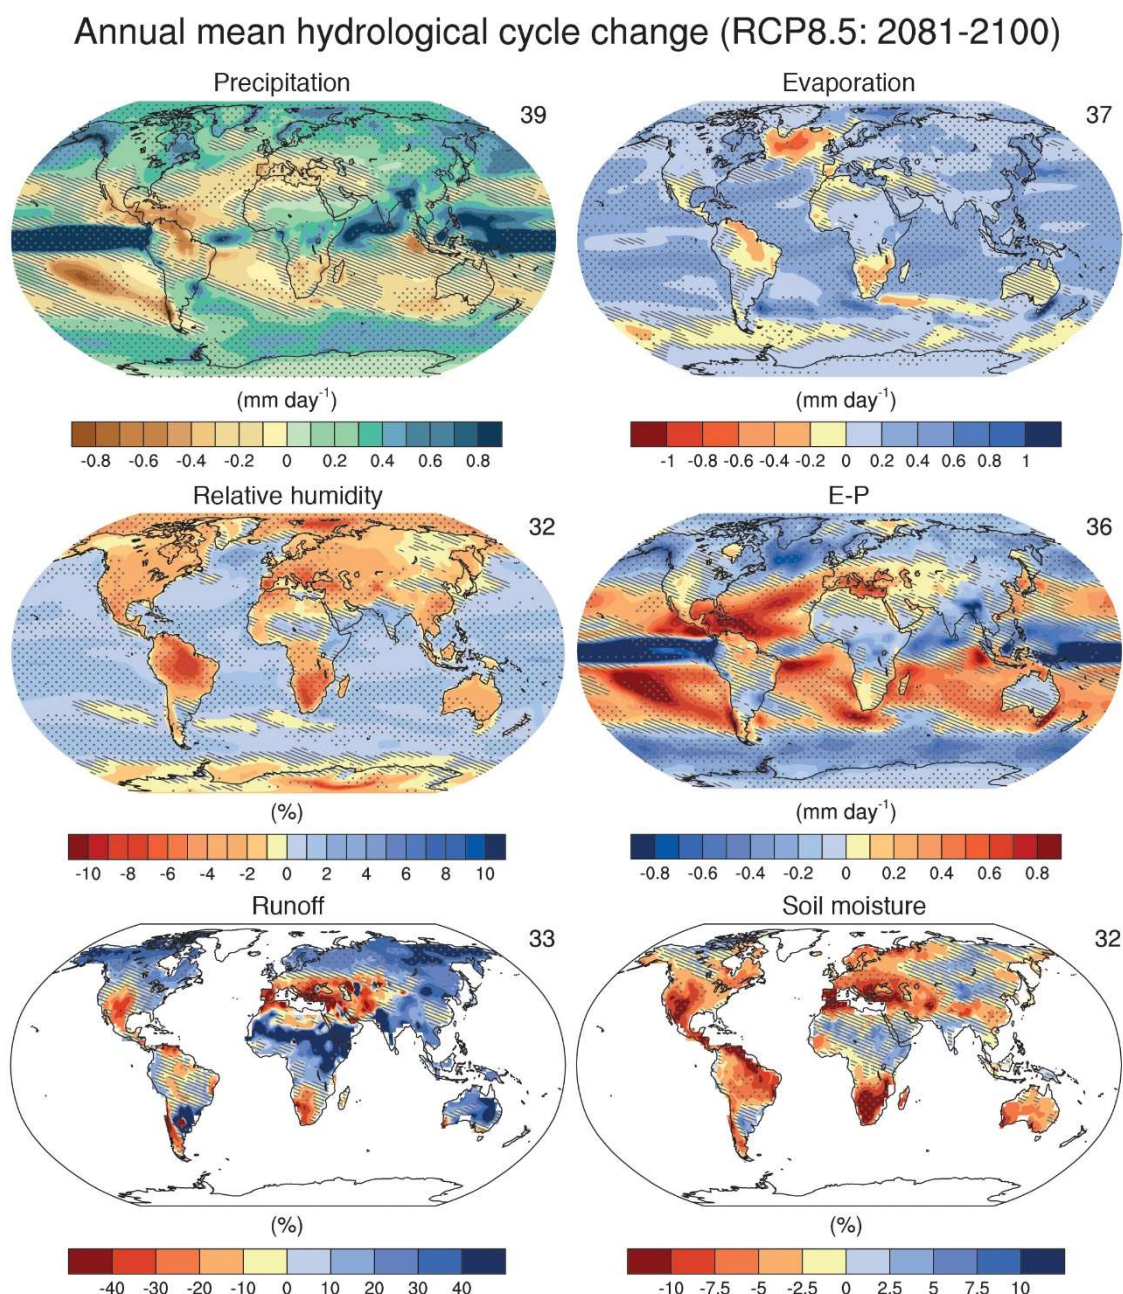 Annual mean hydrological cycle change (RCP8.5: 2081-2100)
Precipitation
39
(mm day⁻¹)
-0.8 -0.6 -0.4 -0.2 0 0.2 0.4 0.6 0.8
Evaporation
37
(mm day⁻¹)
-1 -0.8 -0.6 -0.4 -0.2 0 0.2 0.4 0.6 0.8 1
Relative humidity
32
(%)
-10 -8 -6 -4 -2 0 2 4 6 8 10
E-P
36
(mm day⁻¹)
-0.8 -0.6 -0.4 -0.2 0 0.2 0.4 0.6 0.8
Runoff
33
(%)
-40 -30 -20 -10 0 10 20 30 40
Soil moisture
32
(%)
-10 -7.5 -5 -2.5 0 2.5 5 7.5 10